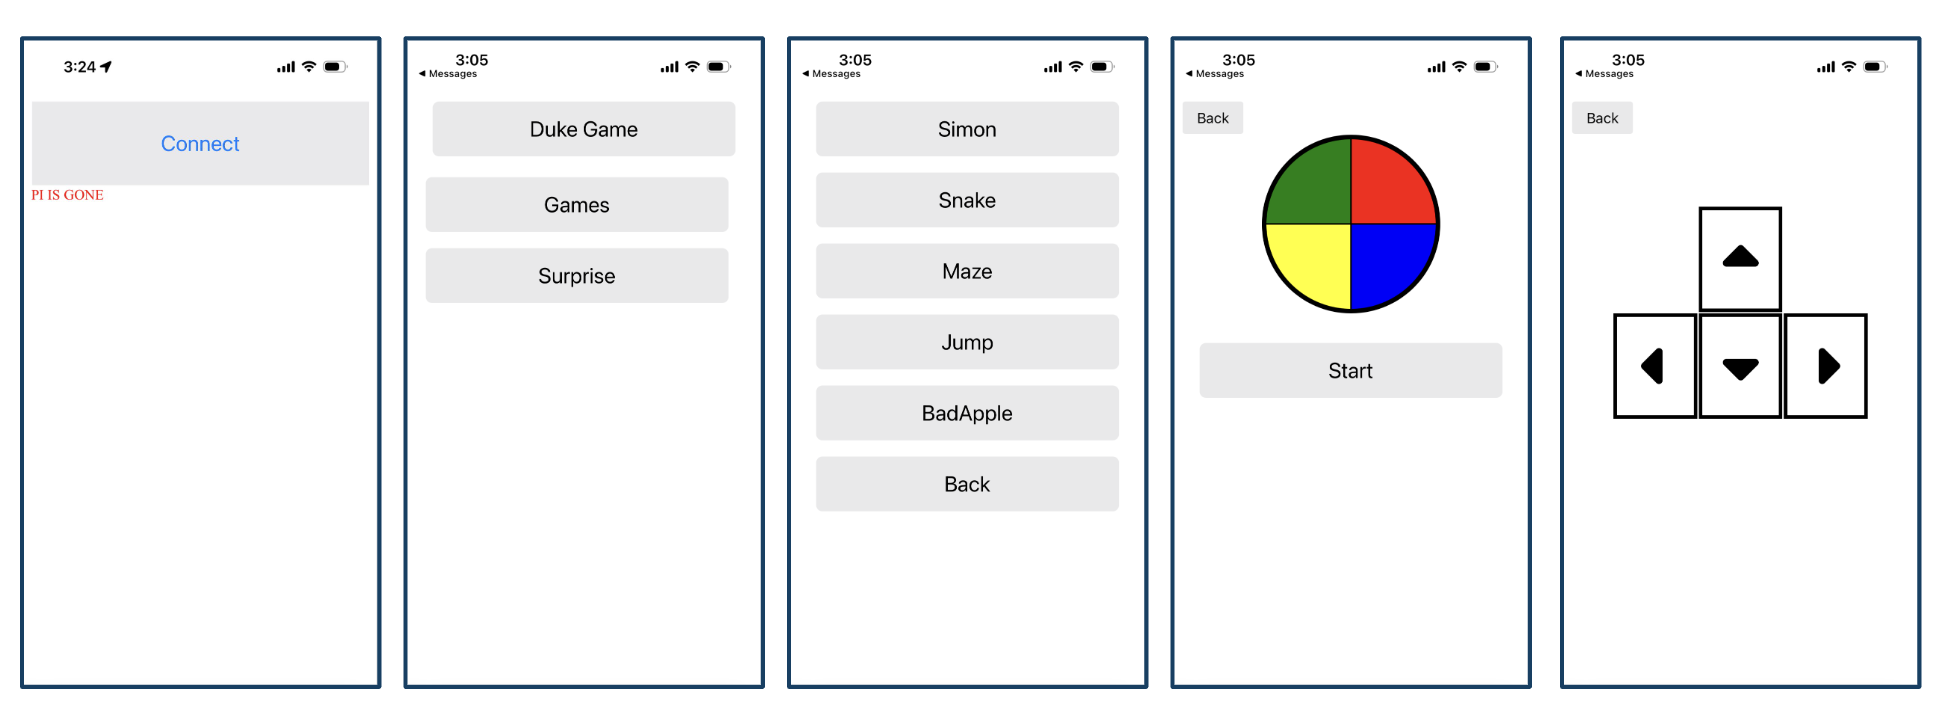 3:24
Connect
PI IS GONE
3:05
◀ Messages
Duke Game
Games
Surprise
3:05
◀ Messages
Simon
Snake
Maze
Jump
BadApple
Back
3:05
◀ Messages
Back
Start
3:05
◀ Messages
Back